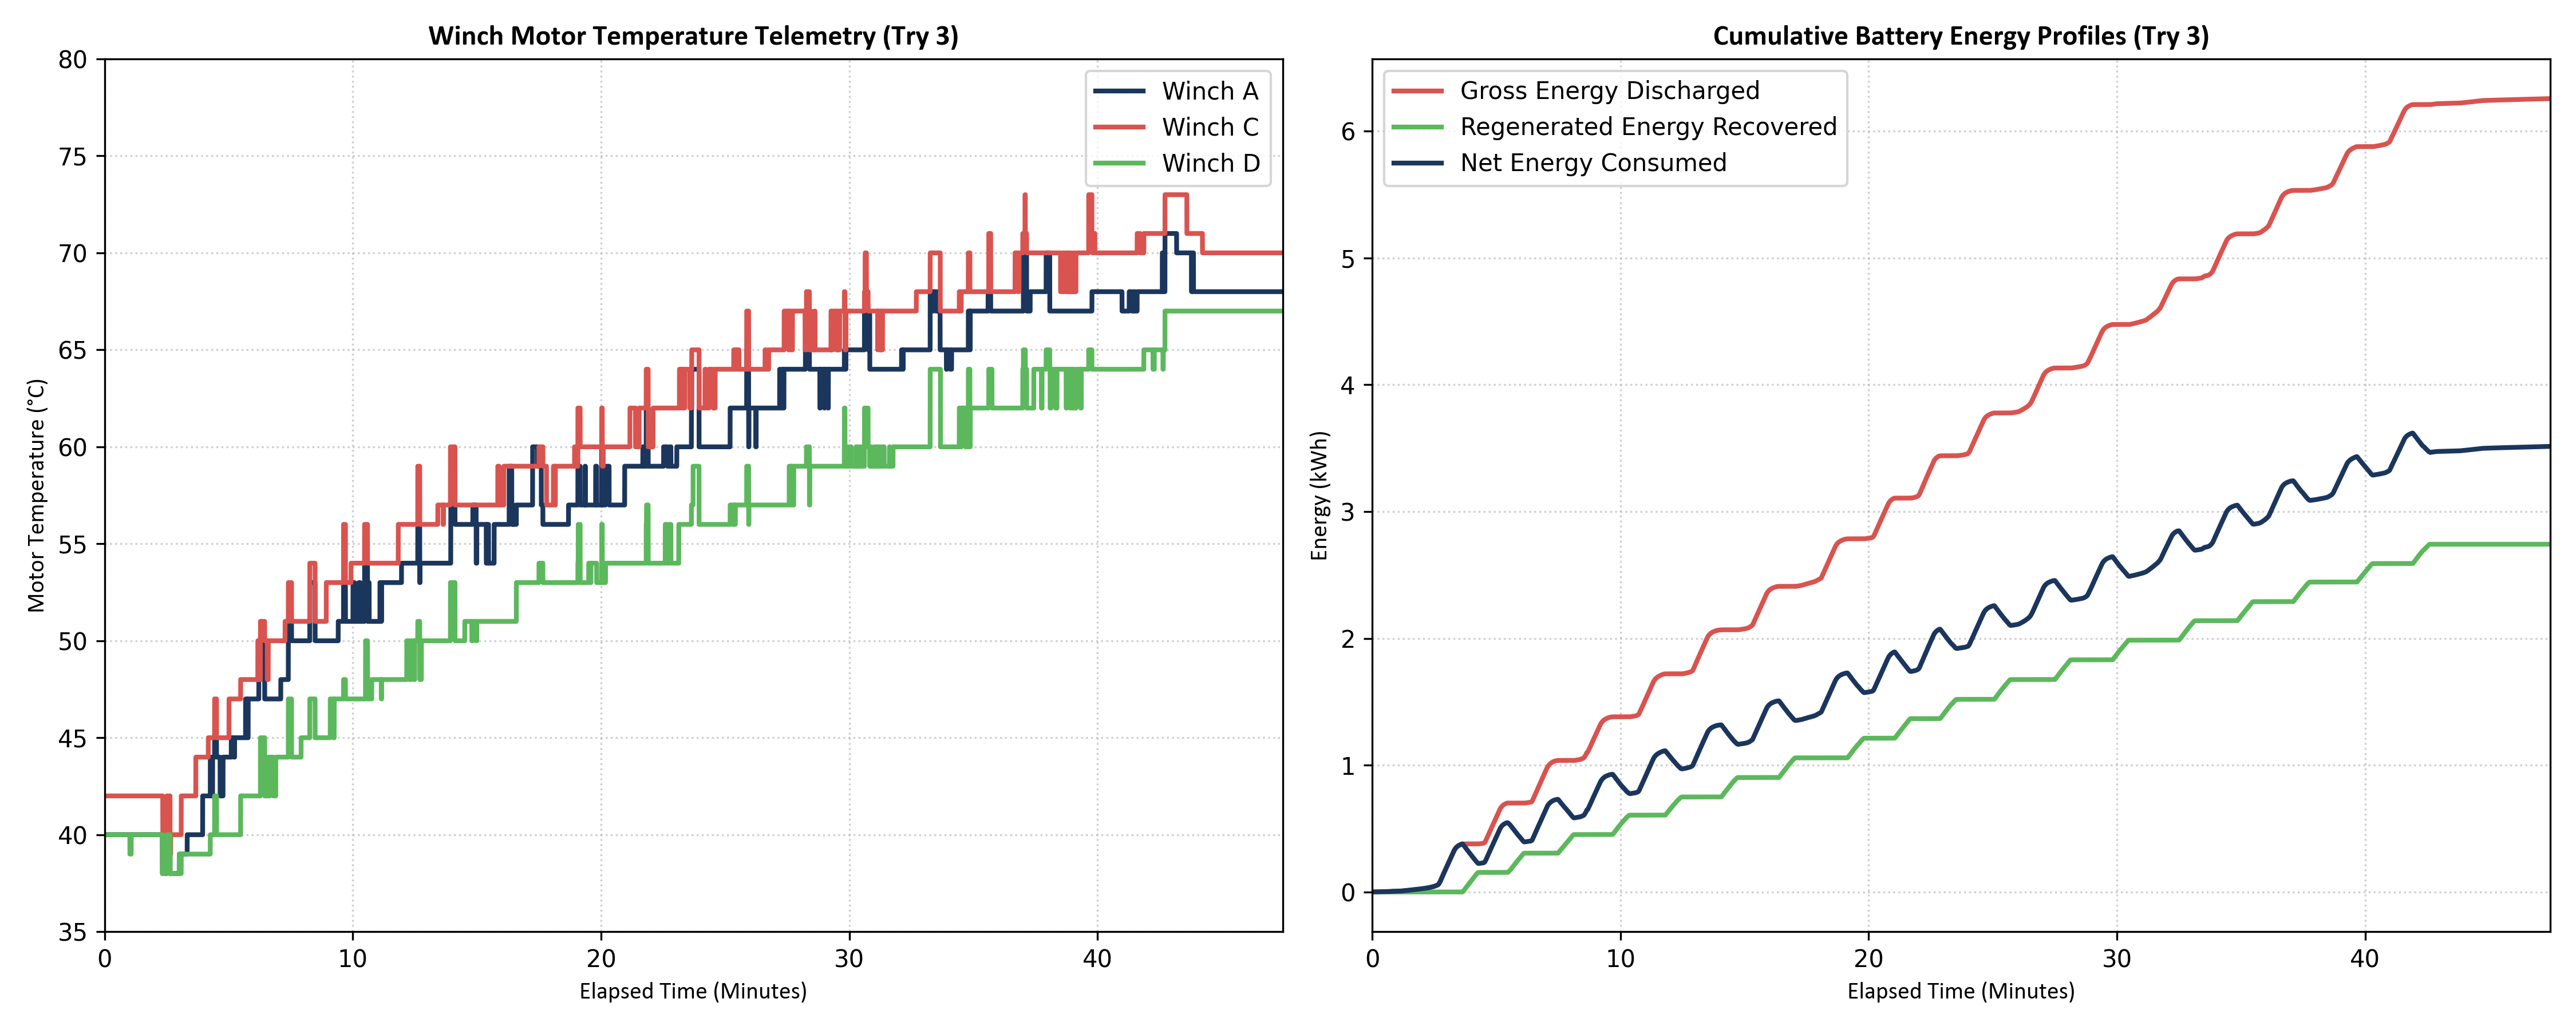 Winch Motor Temperature Telemetry (Try 3)
80
75
70
65
60
55
50
45
40
35
Motor Temperature (°C)
0
10
20
30
40
Elapsed Time (Minutes)
Winch A
Winch C
Winch D
Cumulative Battery Energy Profiles (Try 3)
6
5
4
3
2
1
0
Energy (kWh)
0
10
20
30
40
Elapsed Time (Minutes)
Gross Energy Discharged
Regenerated Energy Recovered
Net Energy Consumed